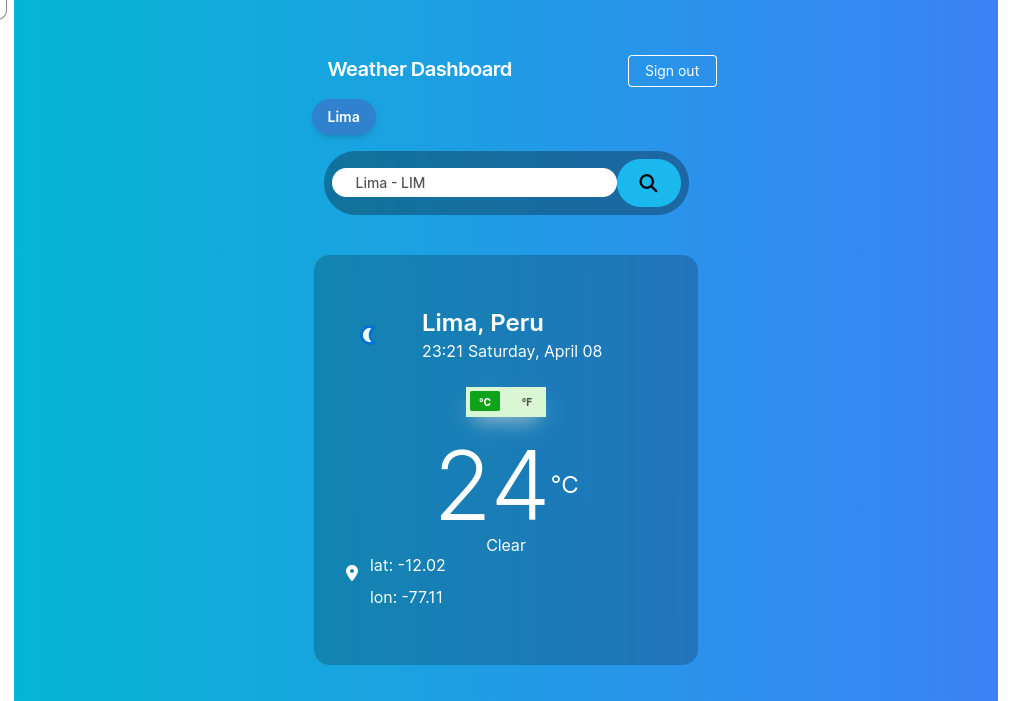 Weather Dashboard
Sign out
Lima
Lima - LIM
Lima, Peru
23:21 Saturday, April 08
°C °F
24 °C
Clear
lat: -12.02
lon: -77.11